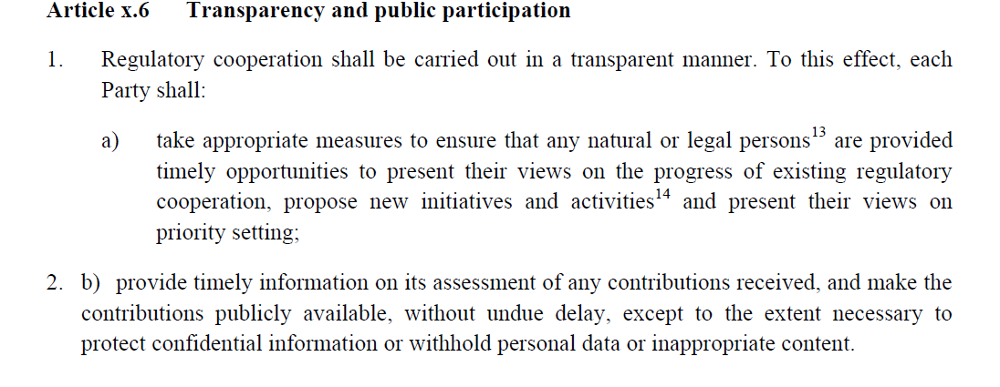 Article x.6 Transparency and public participation
1. Regulatory cooperation shall be carried out in a transparent manner. To this effect, each
Party shall:
a) take appropriate measures to ensure that any natural or legal persons13 are provided
timely opportunities to present their views on the progress of existing regulatory
cooperation, propose new initiatives and activities14 and present their views on
priority setting;
2. b) provide timely information on its assessment of any contributions received, and make the
contributions publicly available, without undue delay, except to the extent necessary to
protect confidential information or withhold personal data or inappropriate content.